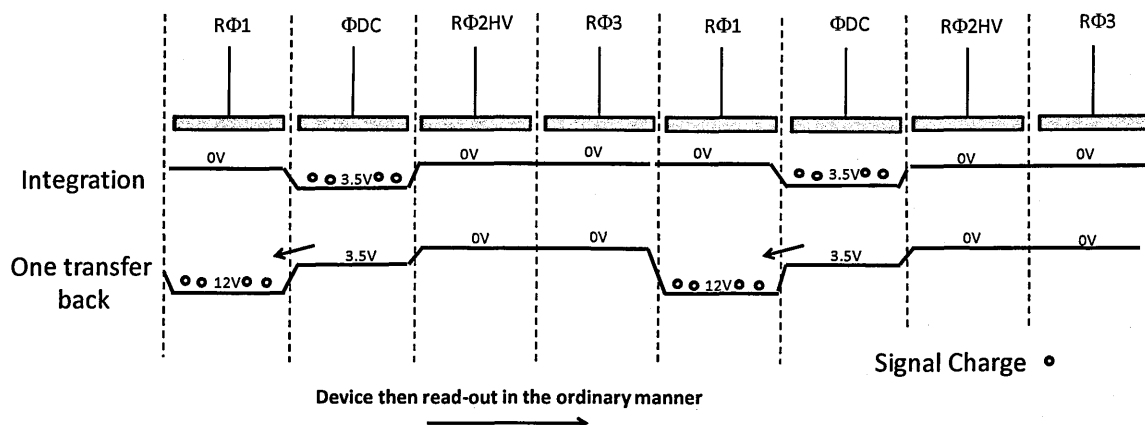 RΦ1 ΦDC RΦ2HV RΦ3 RΦ1 ΦDC RΦ2HV RΦ3
Integration 0V 3.5V 0V 0V 0V 3.5V 0V 0V
One transfer back 12V 3.5V 0V 0V 12V 3.5V 0V 0V
Signal Charge
Device then read-out in the ordinary manner